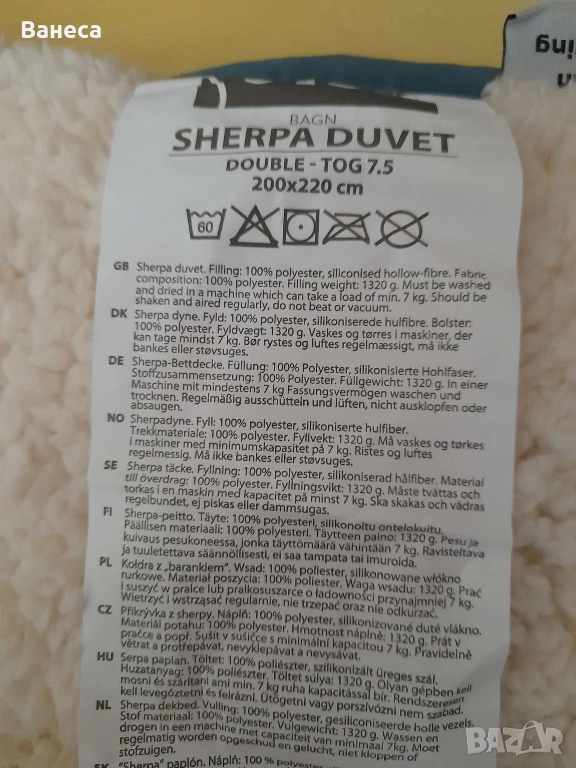 Ванеса
BAGN
SHERPA DUVET
DOUBLE - TOG 7.5
200x220 cm
60
GB Sherpa duvet. Filling: 100% polyester, siliconised hollow-fibre. Fabric
composition: 100% polyester. Filling weight: 1320 g. Must be washed
and dried in a machine which can take a load of min. 7 kg. Should be
shaken and aired regularly, do not beat or vacuum.
DK Sherpa dyne. Fyld: 100% polyester, silikoniserede hulfibre. Bolster:
100% polyester. Fyldvægt: 1320 g. Vaskes og tørres i maskiner, der
kan tage mindst 7 kg. Bør rystes og luftes regelmæssigt, må ikke
bankes eller støvsuges.
DE Sherpa-Bettdecke. Füllung: 100% Polyester, silikonisierte Hohlfaser.
Stoffzusammensetzung: 100% Polyester. Füllgewicht: 1320 g. In einer
Maschine mit mindestens 7 kg Fassungsvermögen waschen und
trocknen. Regelmäßig ausschütteln und lüften, nicht ausklopfen oder
absaugen.
NO Sherpadyne. Fyll: 100% polyester, silikoniserte hulfiber.
Trekkmateriale: 100% polyester. Fyllvekt: 1320 g. Må vaskes og tørkes
i maskiner med minimumskapasitet på 7 kg. Ristes og luftes
regelmessig. Må ikke bankes eller støvsuges.
SE Sherpa täcke. Fyllning: 100% polyester, silikoniserad hålfiber. Material
till överdrag: 100% polyester. Fyllningsvikt: 1320 g. Måste tvättas och
torkas i en maskin med kapacitet på minst 7 kg. Ska skakas och vädras
regelbundet, ej piskas eller dammsugas.
FI Sherpa-peitto. Täyte: 100% polyesteri, silikonoitu ontelokuitu.
Päällisen materiaali: 100% polyesteri. Täytteen paino: 1320 g. Pesu ja
kuivaus pesukoneessa, jonka täyttömäärä vähintään 7 kg. Ravisteltava
ja tuuletettava säännöllisesti, ei saa tampata tai imuroida.
PL Kołdra z „barankiem”. Wsad: 100% poliester, silikonowane włókno
rurkowe. Materiał poszycia: 100% poliester. Waga wsadu: 1320 g. Prać
i suszyć w pralce lub pralkosuszarce o ładowności przynajmniej 7 kg.
Wietrzyć i wstrząsać regularnie, nie trzepać oraz nie odkurzać.
CZ Přikrývka z sherpy. Náplň: 100% polyester, silikonizované duté vlákno.
Materiál potahu: 100% polyester. Hmotnost náplně: 1320 g. Prát v
pračce a popř. Sušit v sušičce s minimální kapacitou 7 kg. Pravidelně
větrat a protřepávat, nevyklepávat a nevysávat.
HU Serpa paplan. Töltet: 100% poliészter, szilikonizált üreges szál.
Huzatanyag: 100% poliészter. Töltet súlya: 1320 g. Olyan gépben kell
mosni és szárítani ami min. 7 kg ruha kapacitással bír. Rendszeresen
kell levegőztetni és felrázni. Ütögetni vagy porszívózni nem szabad.
NL Sherpa dekbed. Vulling: 100% polyester, gesiliconiseerde holle vezels.
Stof materiaal: 100% polyester. Vulgewicht: 1320 g. Wassen en
drogen in een machine met capaciteit van minimaal 7kg. Moet
regelmatig worden opgeschud en gelucht, niet kloppen of
stofzuigen.
SK "Sherpa" paplón. Náplň: 100% polyester,
bazar